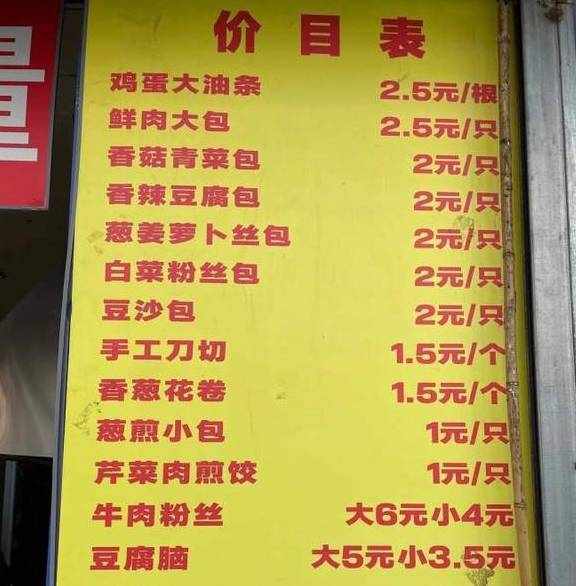 价目表
鸡蛋大油条 2.5元/根
鲜肉大包 2.5元/只
香菇青菜包 2元/只
香辣豆腐包 2元/只
葱姜萝卜丝包 2元/只
白菜粉丝包 2元/只
豆沙包 2元/只
手工刀切 1.5元/个
香葱花卷 1.5元/个
葱煎小包 1元/只
芹菜肉煎饺 1元/只
牛肉粉丝 大6元小4元
豆腐脑 大5元小3.5元